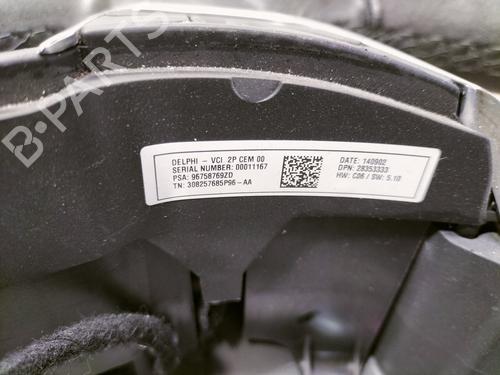 B-PARTS
DELPHI - VCI 2P CEM 00
SERIAL NUMBER: 00011167
PSA: 96758769ZD
TN: 308257685P96-AA
DATE: 140902
DPN: 28353333
HW: C06 / SW: 5.10